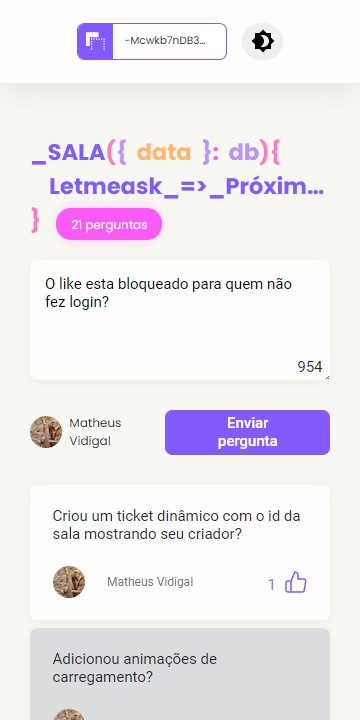 -Mcwkb7nDB3...
_SALA({ data }: db){
Letmeask_=>_Próxim...
}
21 perguntas
O like esta bloqueado para quem não
fez login?
954
Matheus
Vidigal
Enviar
pergunta
Criou um ticket dinâmico com o id da
sala mostrando seu criador?
Matheus Vidigal
1
Adicionou animações de
carregamento?